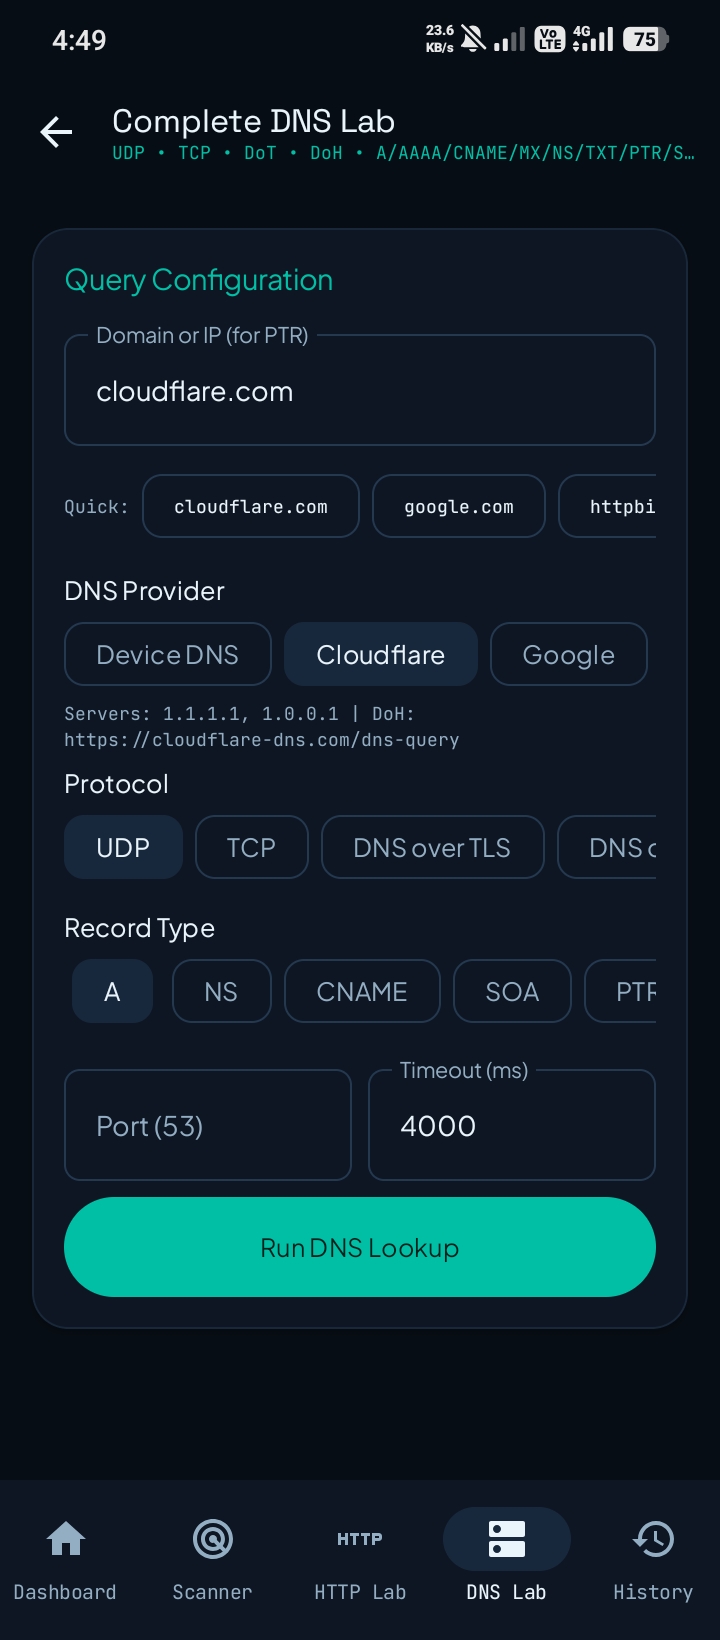 4:49
23.6 KB/s Vo LTE 4G 75
Complete DNS Lab
UDP • TCP • DoT • DoH • A/AAAA/CNAME/MX/NS/TXT/PTR/S…
Query Configuration
Domain or IP (for PTR)
cloudflare.com
Quick: cloudflare.com google.com httpbi
DNS Provider
Device DNS Cloudflare Google
Servers: 1.1.1.1, 1.0.0.1 | DoH:
https://cloudflare-dns.com/dns-query
Protocol
UDP TCP DNS over TLS DNS o
Record Type
A NS CNAME SOA PTR
Timeout (ms)
Port (53) 4000
Run DNS Lookup
HTTP
Dashboard Scanner HTTP Lab DNS Lab History